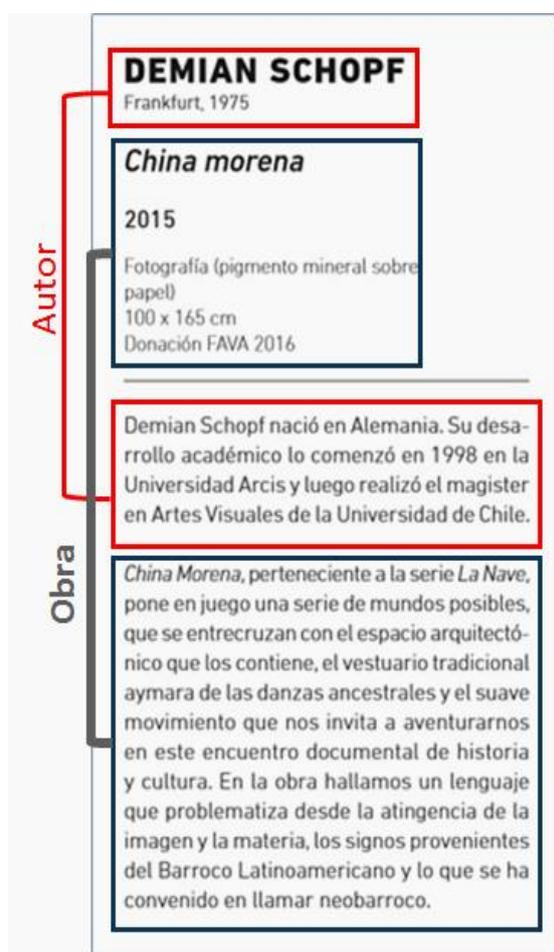 DEMIAN SCHOPF
Frankfurt, 1975
China morena
2015
Fotografía (pigmento mineral sobre
papel)
100 x 165 cm
Donación FAVA 2016
Demian Schopf nació en Alemania. Su desa-
rrollo académico lo comenzó en 1998 en la
Universidad Arcis y luego realizó el magister
en Artes Visuales de la Universidad de Chile.
China Morena, perteneciente a la serie La Nave,
pone en juego una serie de mundos posibles,
que se entrecruzan con el espacio arquitectó-
nico que los contiene, el vestuario tradicional
aymara de las danzas ancestrales y el suave
movimiento que nos invita a aventurarnos
en este encuentro documental de historia
y cultura. En la obra hallamos un lenguaje
que problematiza desde la atingencia de la
imagen y la materia, los signos provenientes
del Barroco Latinoamericano y lo que se ha
convenido en llamar neobarroco.
Autor
Obra